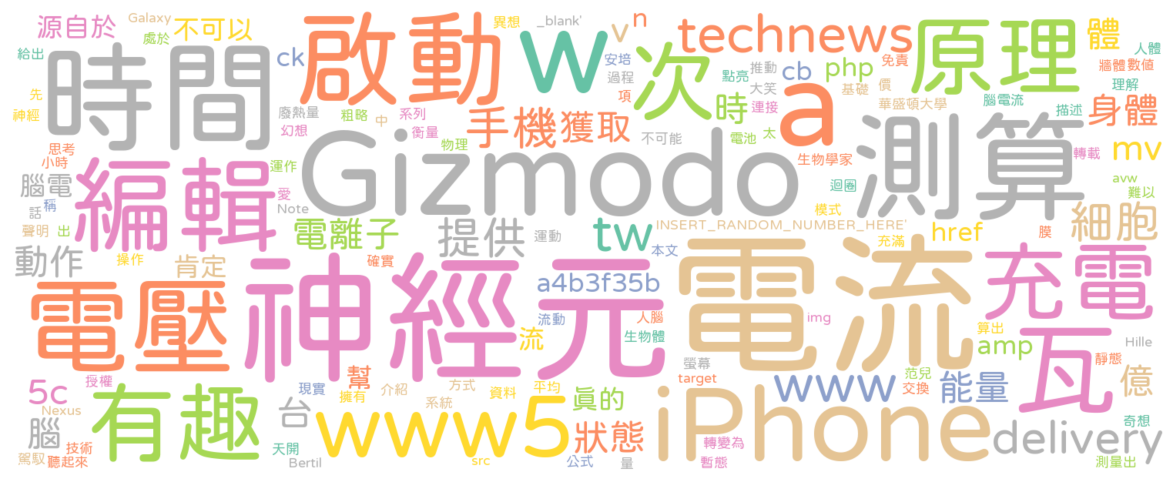 源自於
Galaxy
處於
不可以
啟動
w
異想
_blank'
v
n
technews
原理
體
人體
給出
時間
ck
安培
過程
次
項
點亮
推動
大笑
cb
php
免責
基礎
價
牆體
數值
理解
先
神經
廢熱量
幻想
粗略
中
系列
衡量
手機
獲取
不可能
時
電池
連接
太
a
華盛頓大學
腦電流
描述
身體
思考
小時
編輯
運作
愛
物理
Gizmodo
生物學家
測算
轉載
mv
腦電
稱
話
聲明
出
Note
迴圈
avw
難以
電離子
提供
運動
tw
INSERT_RANDOM_NUMBER_HERE'
模式
充滿
href
膜
細胞
動作
操作
肯定
確實
本文
電壓
神經元
a4b3f35b
流動
人腦
流
生物體
電流
img
算出
amp
充電
Hille
靜態
瓦
5c
授權
Nexus
有趣
現實
介紹
幫
擁有
方式
系統
資料
平均
真的
螢幕
target
www
范兒
交換
能量
億
奇想
腦
技術
駕馭
聽起來
天開
Bertil
台
www5
src
公式
量
狀態
iPhone
轉變為
暫態
delivery
測量出